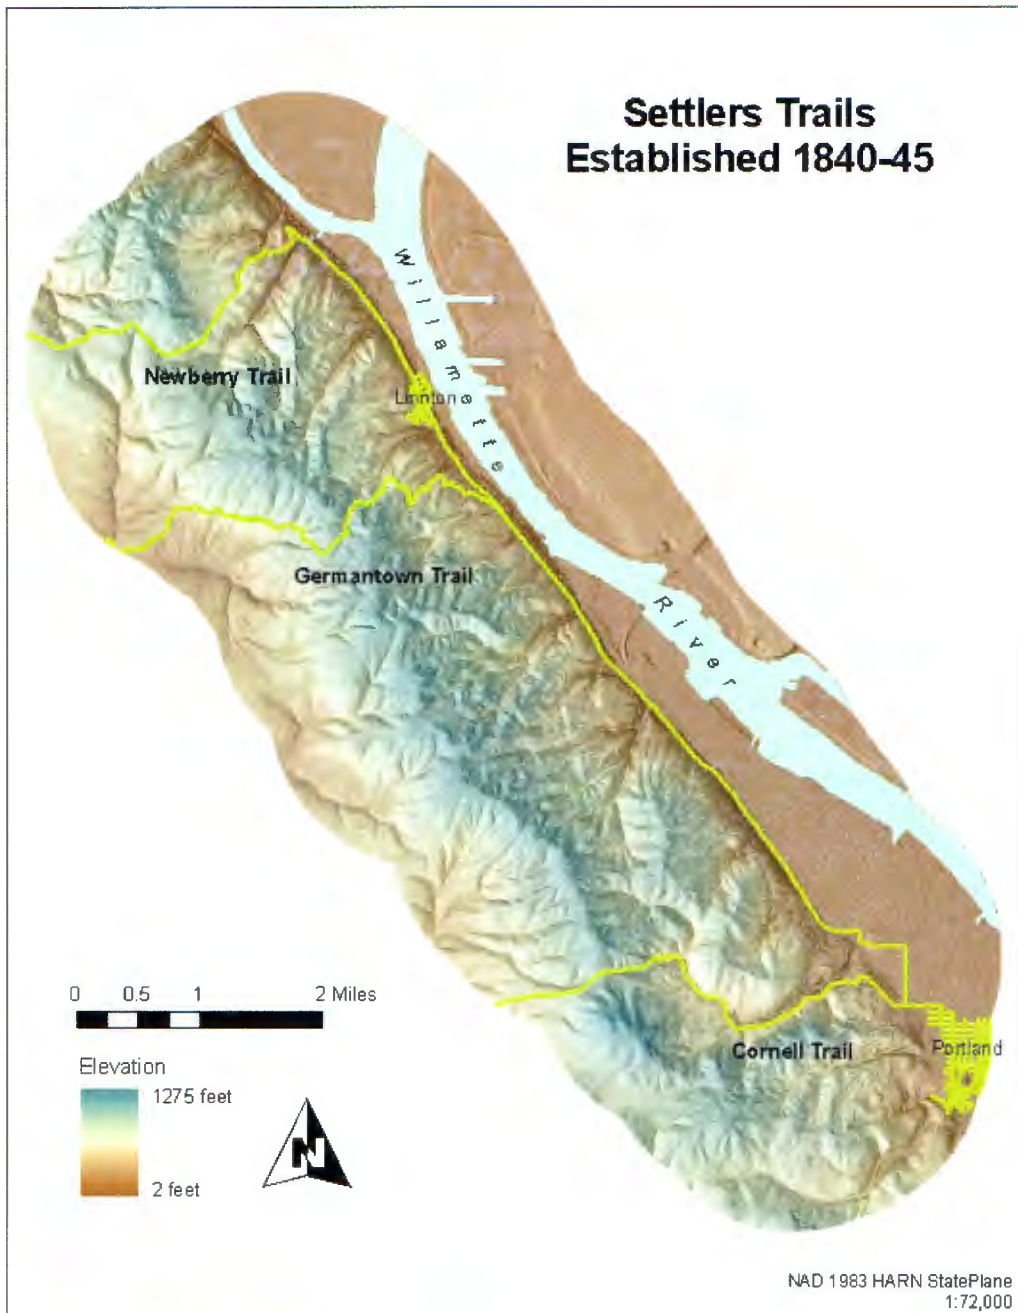 Settlers Trails
Established 1840-45
Willamette
River
Newberry Trail
Linnton
Germantown Trail
Cornell Trail
Portland
0 0.5 1 2 Miles
Elevation
1275 feet
2 feet
N
NAD 1983 HARN StatePlane
1:72,000